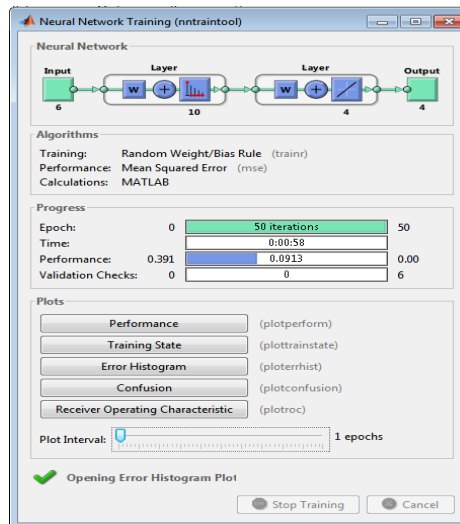 Neural Network Training (nntraintool)
Neural Network
Input Layer Layer Output
W + W +
6 10 4 4
Algorithms
Training: Random Weight/Bias Rule (trainr)
Performance: Mean Squared Error (mse)
Calculations: MATLAB
Progress
Epoch: 0 50 iterations 50
Time: 0:00:58
Performance: 0.391 0.0913 0.00
Validation Checks: 0 0 6
Plots
Performance (plotperform)
Training State (plottrainstate)
Error Histogram (ploterrhist)
Confusion (plotconfusion)
Receiver Operating Characteristic (plotroc)
Plot Interval: 1 epochs
Opening Error Histogram Plot
Stop Training Cancel